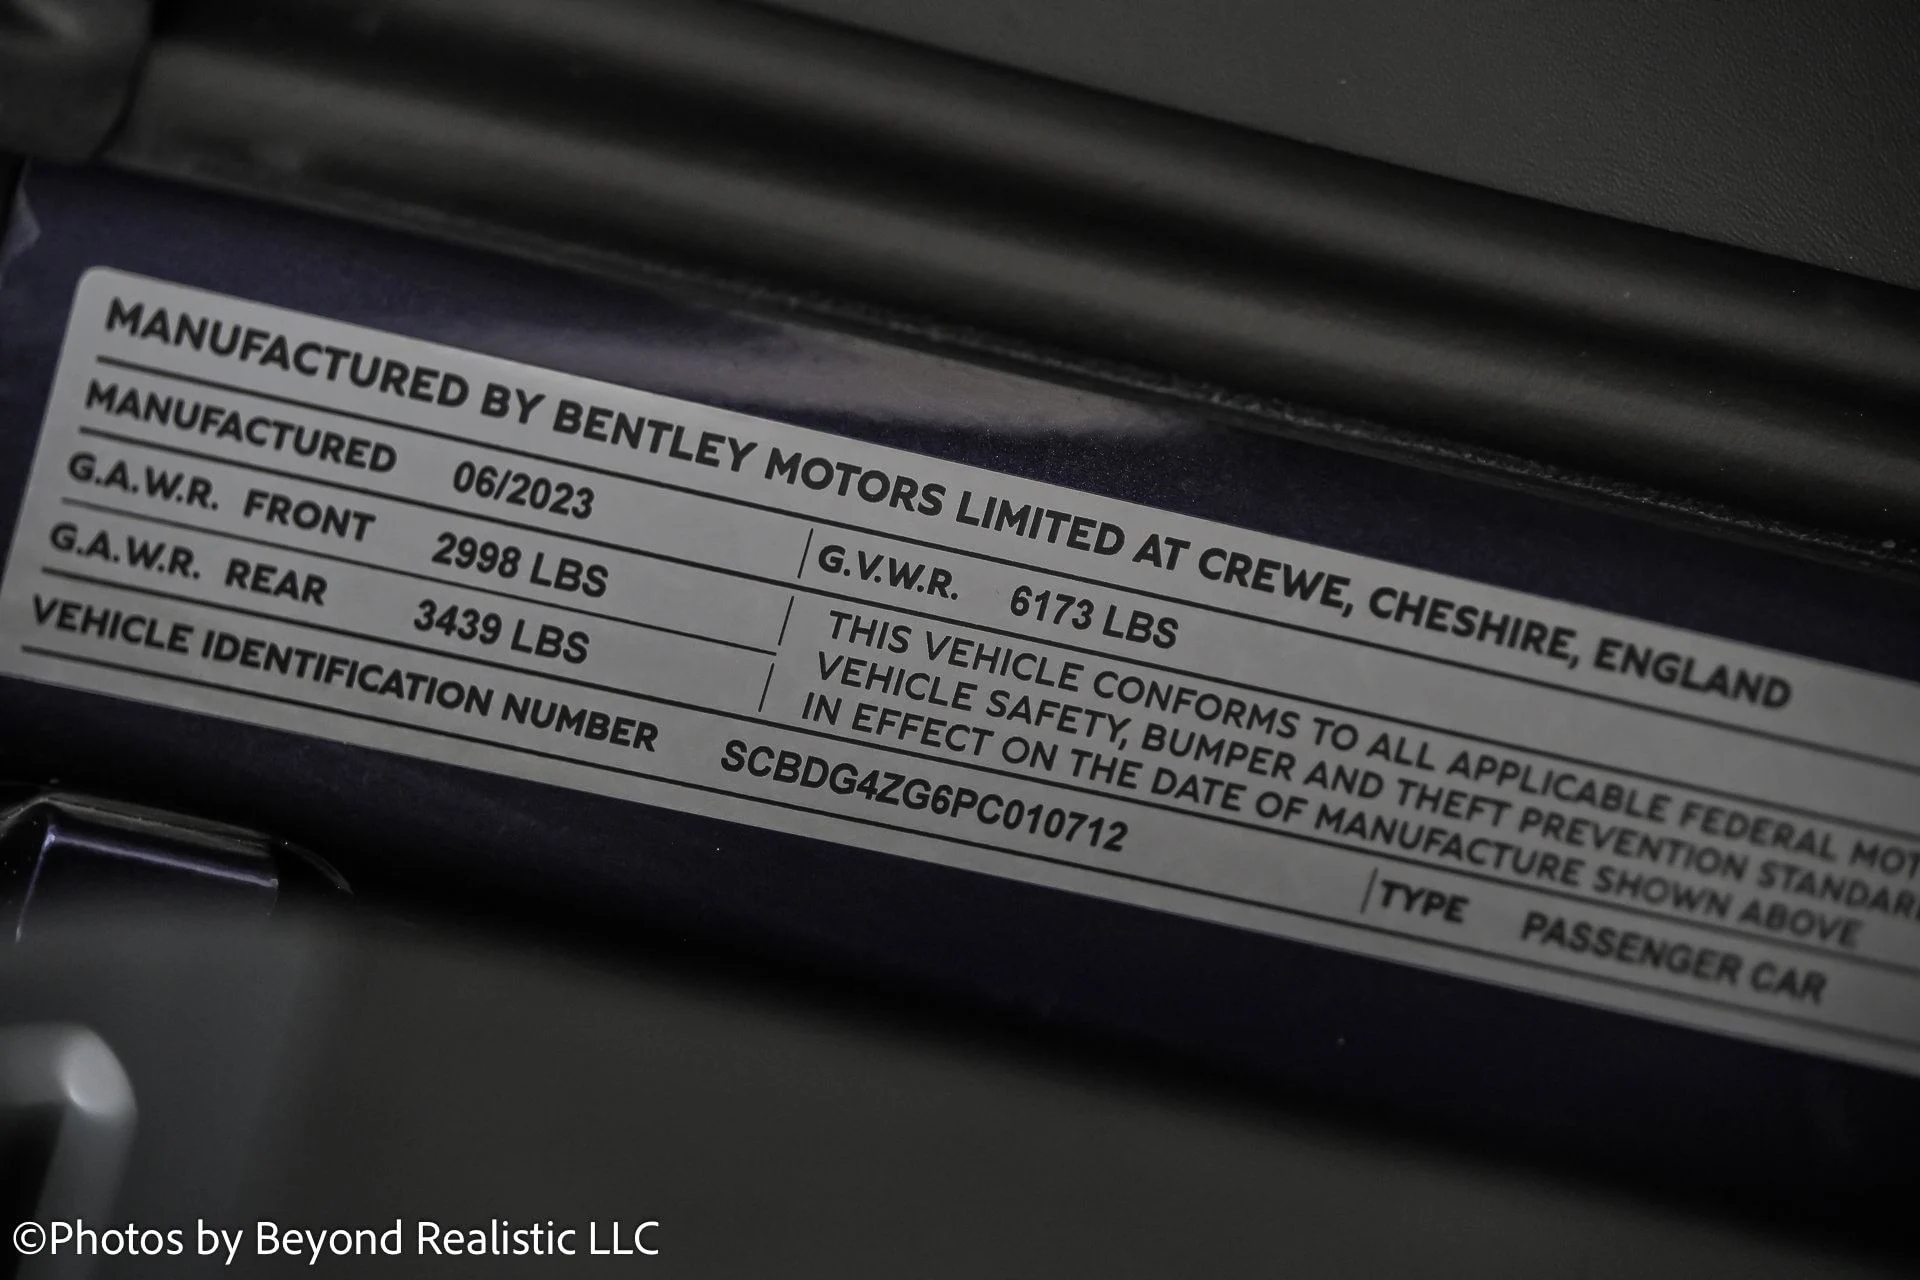 MANUFACTURED BY BENTLEY MOTORS LIMITED AT CREWE, CHESHIRE, ENGLAND
MANUFACTURED 06/2023 G.V.W.R. 6173 LBS
G.A.W.R. FRONT 2998 LBS
G.A.W.R. REAR 3439 LBS
THIS VEHICLE CONFORMS TO ALL APPLICABLE FEDERAL MOT
VEHICLE SAFETY, BUMPER AND THEFT PREVENTION STANDAR
IN EFFECT ON THE DATE OF MANUFACTURE SHOWN ABOVE
VEHICLE IDENTIFICATION NUMBER SCBDG4ZG6PC010712 TYPE PASSENGER CAR
©Photos by Beyond Realistic LLC